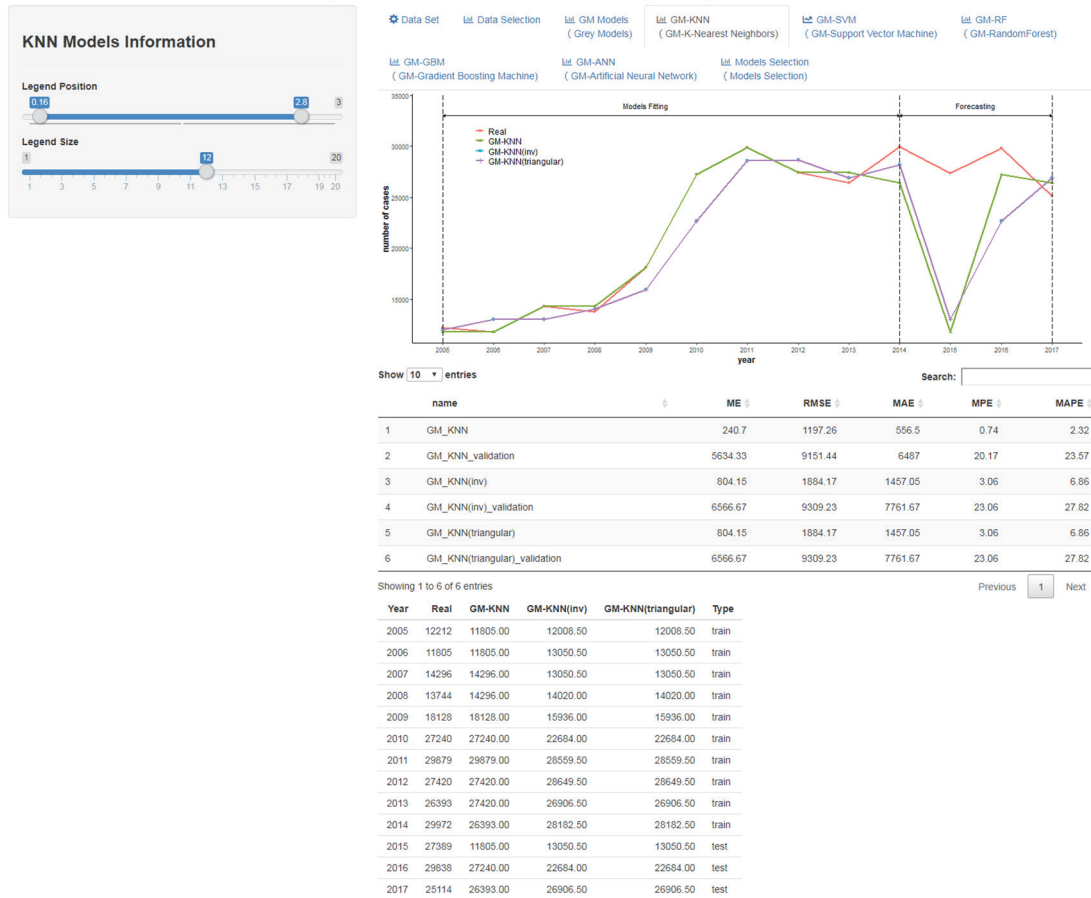 KNN Models Information
Legend Position
0.16 2.8 3
Legend Size
1 12 20
1 3 5 7 9 11 13 15 17 19 20
Data Set Data Selection GM Models GM-KNN GM-SVM GM-RF
( Grey Models) ( GM-K-Nearest Neighbors) ( GM-Support Vector Machine) ( GM-RandomForest)
GM-GBM GM-ANN Models Selection
( GM-Gradient Boosting Machine) ( GM-Artificial Neural Network) ( Models Selection)
35000
Models Fitting Forecasting
Real
GM-KNN
GM-KNN(inv)
GM-KNN(triangular)
30000
25000
20000
15000
number of cases
2005 2006 2007 2008 2009 2010 2011 2012 2013 2014 2015 2016 2017
year
Show 10 entries Search:
name ME RMSE MAE MPE MAPE
1 GM_KNN 240.7 1197.26 556.5 0.74 2.32
2 GM_KNN_validation 5634.33 9151.44 6487 20.17 23.57
3 GM_KNN(inv) 804.15 1884.17 1457.05 3.06 6.86
4 GM_KNN(inv)_validation 6566.67 9309.23 7761.67 23.06 27.82
5 GM_KNN(triangular) 804.15 1884.17 1457.05 3.06 6.86
6 GM_KNN(triangular)_validation 6566.67 9309.23 7761.67 23.06 27.82
Showing 1 to 6 of 6 entries Previous 1 Next
Year Real GM-KNN GM-KNN(inv) GM-KNN(triangular) Type
2005 12212 11805.00 12008.50 12008.50 train
2006 11805 11805.00 13050.50 13050.50 train
2007 14296 14296.00 13050.50 13050.50 train
2008 13744 14296.00 14020.00 14020.00 train
2009 18128 18128.00 15936.00 15936.00 train
2010 27240 27240.00 22684.00 22684.00 train
2011 29879 29879.00 28559.50 28559.50 train
2012 27420 27420.00 28649.50 28649.50 train
2013 26393 27420.00 26906.50 26906.50 train
2014 29972 26393.00 28182.50 28182.50 train
2015 27389 11805.00 13050.50 13050.50 test
2016 29838 27240.00 22684.00 22684.00 test
2017 25114 26393.00 26906.50 26906.50 test